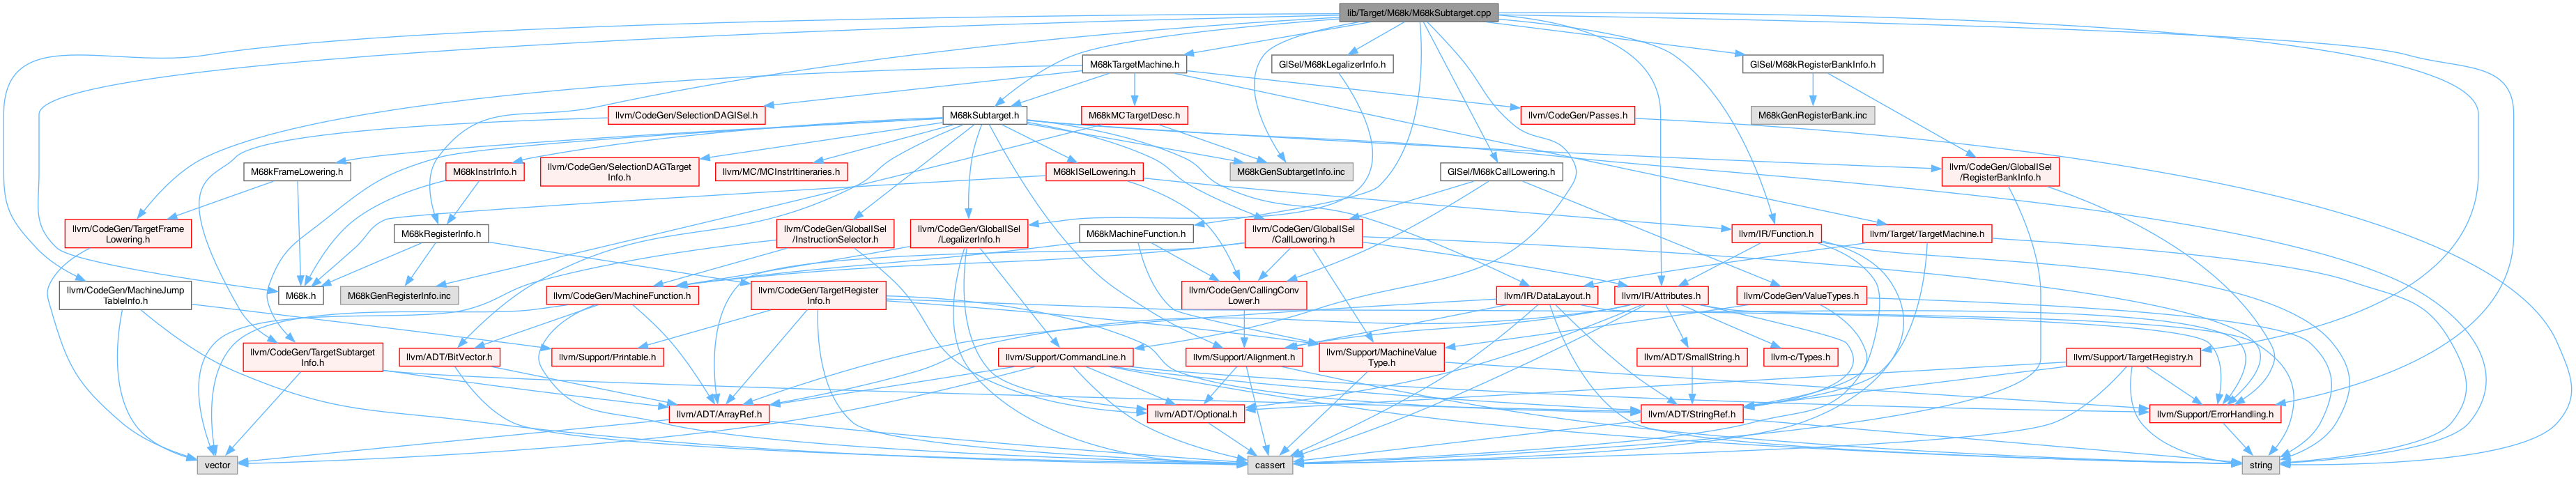 lib/Target/M68k/M68kSubtarget.cpp
M68kTargetMachine.h
GISel/M68kLegalizerInfo.h
GISel/M68kRegisterBankInfo.h
llvm/CodeGen/SelectionDAGISel.h
M68kSubtarget.h
M68kMCTargetDesc.h
llvm/CodeGen/Passes.h
M68kGenRegisterBank.inc
M68kFrameLowering.h
M68kInstrInfo.h
llvm/CodeGen/SelectionDAGTarget
Info.h
llvm/MC/MCInstrItineraries.h
M68kISelLowering.h
M68kGenSubtargetInfo.inc
GISel/M68kCallLowering.h
llvm/CodeGen/GlobalISel
/RegisterBankInfo.h
llvm/CodeGen/TargetFrame
Lowering.h
M68kRegisterInfo.h
llvm/CodeGen/GlobalISel
/InstructionSelector.h
llvm/CodeGen/GlobalISel
/LegalizerInfo.h
M68kMachineFunction.h
llvm/CodeGen/GlobalISel
/CallLowering.h
llvm/IR/Function.h
llvm/Target/TargetMachine.h
llvm/CodeGen/MachineJump
TableInfo.h
M68k.h
M68kGenRegisterInfo.inc
llvm/CodeGen/MachineFunction.h
llvm/CodeGen/TargetRegister
Info.h
llvm/CodeGen/CallingConv
Lower.h
llvm/IR/DataLayout.h
llvm/IR/Attributes.h
llvm/CodeGen/ValueTypes.h
llvm/CodeGen/TargetSubtarget
Info.h
llvm/ADT/BitVector.h
llvm/Support/Printable.h
llvm/Support/CommandLine.h
llvm/Support/Alignment.h
llvm/Support/MachineValue
Type.h
llvm/ADT/SmallString.h
llvm-c/Types.h
llvm/Support/TargetRegistry.h
llvm/ADT/ArrayRef.h
llvm/ADT/Optional.h
llvm/ADT/StringRef.h
llvm/Support/ErrorHandling.h
vector
cassert
string